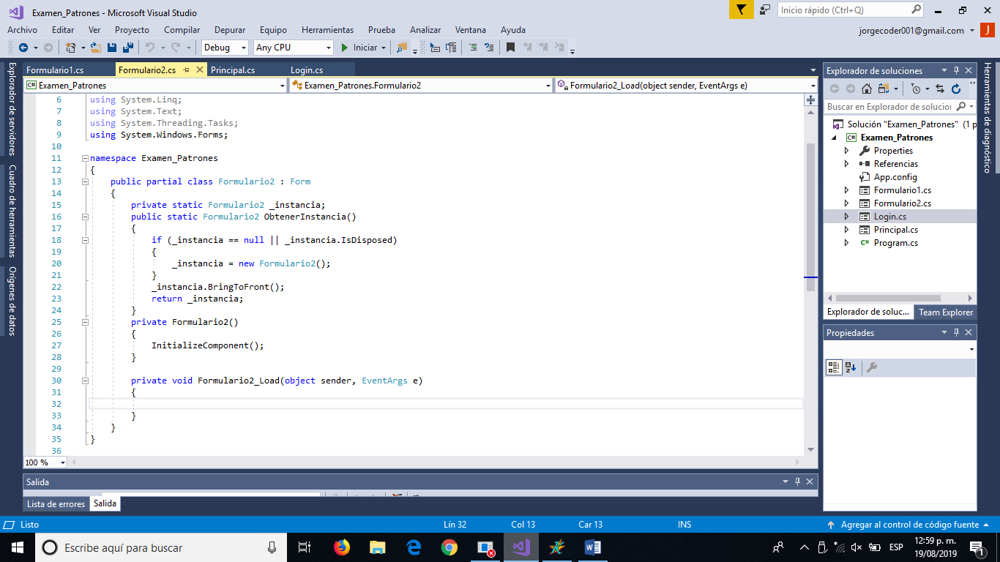 Examen_Patrones - Microsoft Visual Studio
Inicio rápido (Ctrl+Q)
Archivo Editar Ver Proyecto Compilar Depurar Equipo Herramientas Prueba Analizar Ventana Ayuda
jorgecoder001@gmail.com J
Debug Any CPU Iniciar
Explorador de servidores
Cuadro de herramientas
Orígenes de datos
Formulario1.cs Formulario2.cs Principal.cs Login.cs
Examen_Patrones Examen_Patrones.Formulario2 Formulario2_Load(object sender, EventArgs e)
6 using System.Linq;
7 using System.Text;
8 using System.Threading.Tasks;
9 using System.Windows.Forms;
10
11 namespace Examen_Patrones
12 {
13 public partial class Formulario2 : Form
14 {
15 private static Formulario2 _instancia;
16 public static Formulario2 ObtenerInstancia()
17 {
18 if (_instancia == null || _instancia.IsDisposed)
19 {
20 _instancia = new Formulario2();
21 }
22 _instancia.BringToFront();
23 return _instancia;
24 }
25 private Formulario2()
26 {
27 InitializeComponent();
28 }
29
30 private void Formulario2_Load(object sender, EventArgs e)
31 {
32
33 }
34 }
35 }
36
100 %
Salida
Lista de errores Salida
Explorador de soluciones
Buscar en Explorador de solucion
Solución "Examen_Patrones" (1 p
C# Examen_Patrones
Properties
Referencias
App.config
Formulario1.cs
Formulario2.cs
Login.cs
Principal.cs
C# Program.cs
Explorador de soluc... Team Explorer
Propiedades
Herramientas de diagnóstico
Listo Lín 32 Col 13 Car 13 INS Agregar al control de código fuente
Escribe aquí para buscar
ESP
12:59 p. m.
19/08/2019
1